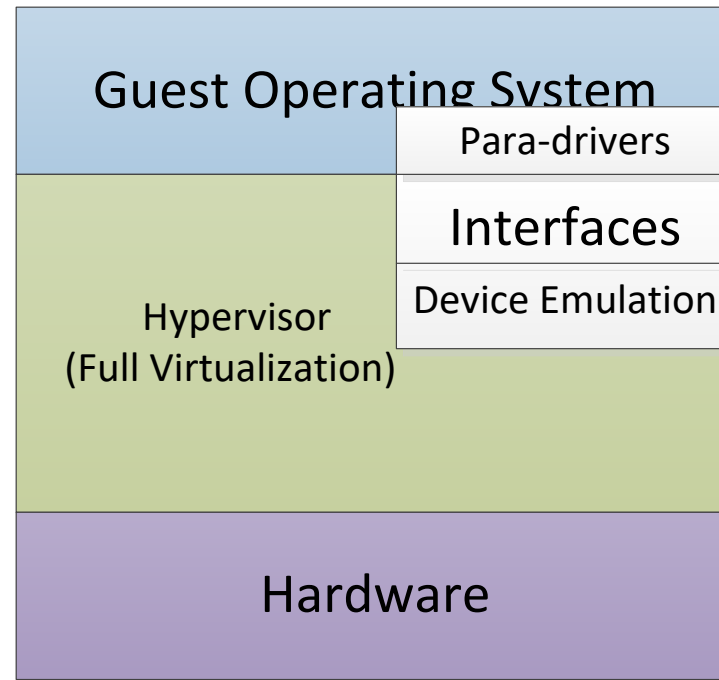 Guest Operating System
Para-drivers
Interfaces
Device Emulation
Hypervisor
(Full Virtualization)
Hardware